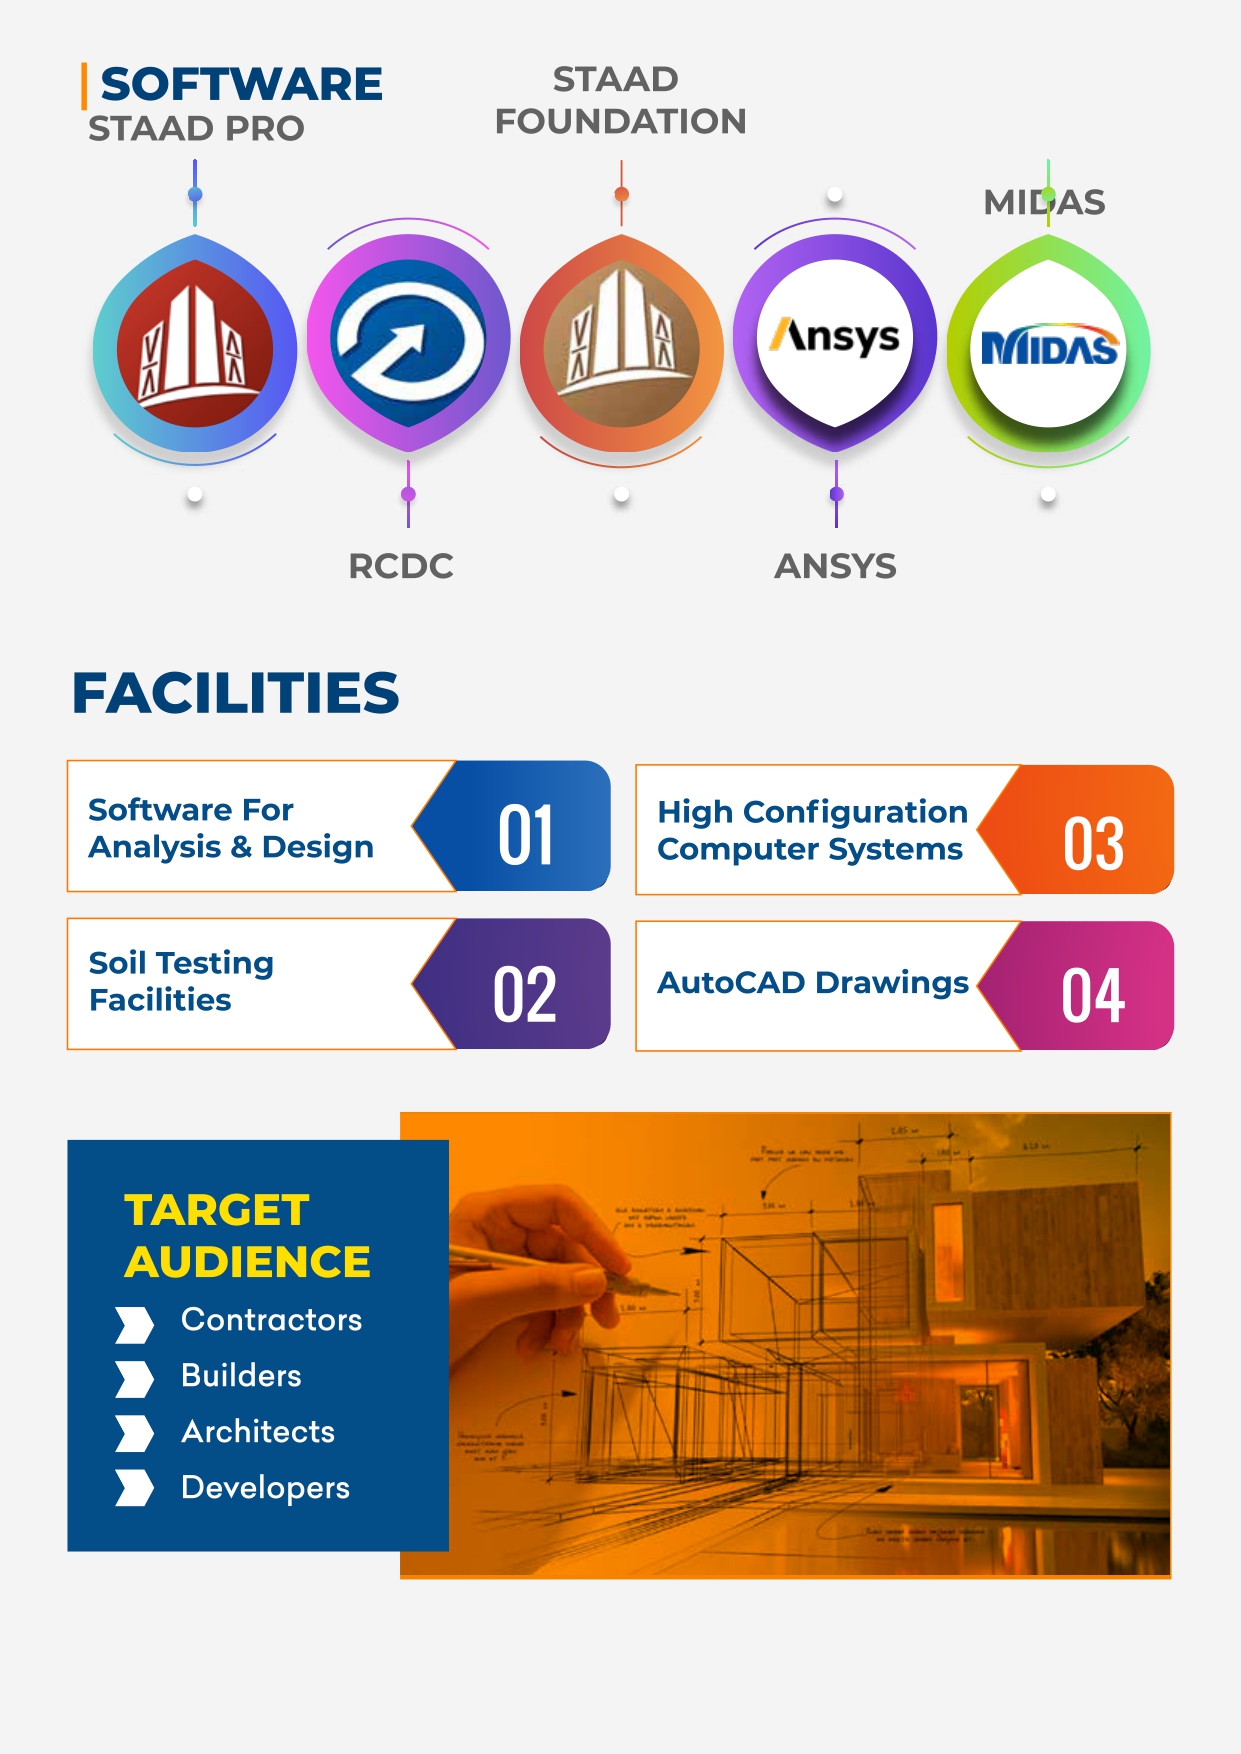 SOFTWARE
STAAD PRO
STAAD
FOUNDATION
MIDAS
Ansys
MIDAS
RCDC
ANSYS
FACILITIES
Software For
Analysis & Design
01
High Configuration
Computer Systems
03
Soil Testing
Facilities
02
AutoCAD Drawings
04
TARGET
AUDIENCE
Contractors
Builders
Architects
Developers